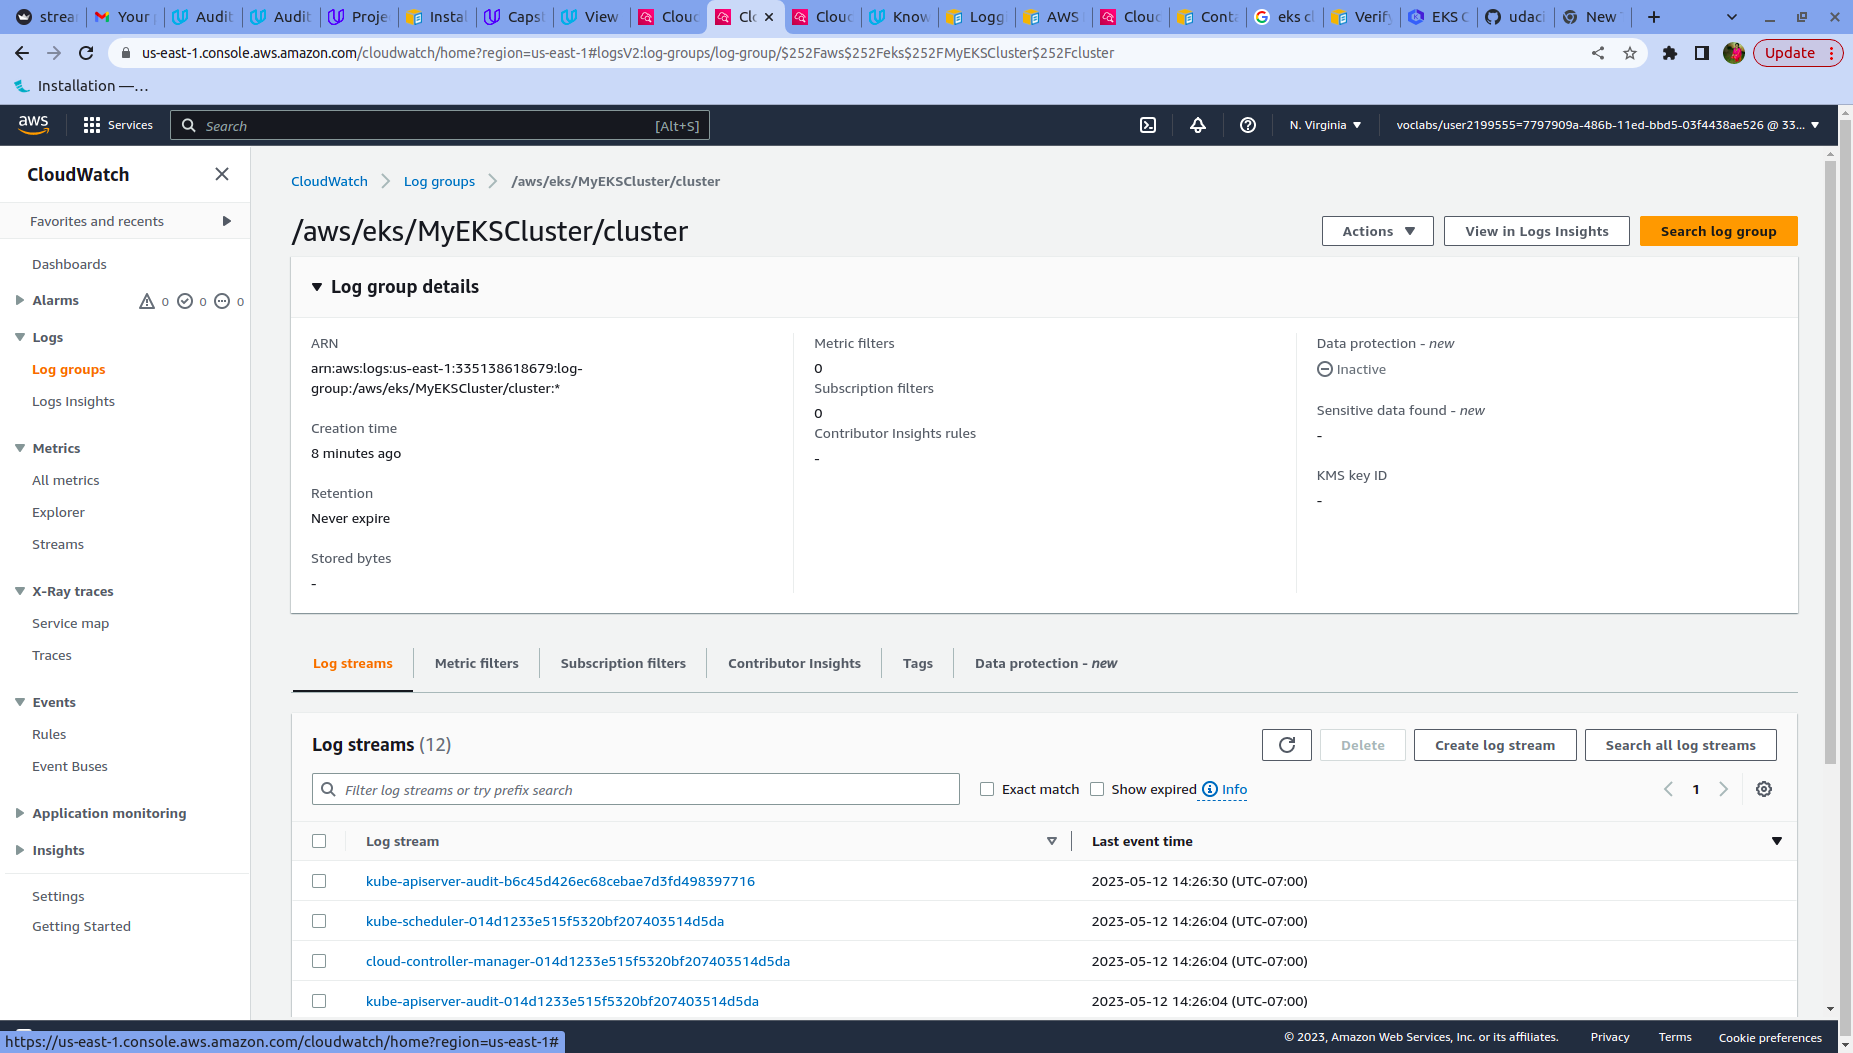 strea
Your
Audit
Audit
Proje
Instal
Capst
View
Cloud
Clo
Cloud
Know
Loggi
AWS
Cloud
Conta
eks cl
Verify
EKS C
udac
New T
us-east-1.console.aws.amazon.com/cloudwatch/home?region=us-east-1#logsV2:log-groups/log-group/$252Faws$252Feks$252FMyEKSCluster$252Fcluster
Update
Installation —…
aws
Services
Search
[Alt+S]
N. Virginia
voclabs/user2199555=7797909a-486b-11ed-bbd5-03f4438ae526 @ 33...
CloudWatch
Favorites and recents
Dashboards
Alarms 0 0 0
Logs
Log groups
Logs Insights
Metrics
All metrics
Explorer
Streams
X-Ray traces
Service map
Traces
Events
Rules
Event Buses
Application monitoring
Insights
Settings
Getting Started
CloudWatch
Log groups
/aws/eks/MyEKSCluster/cluster
/aws/eks/MyEKSCluster/cluster
Actions
View in Logs Insights
Search log group
Log group details
ARN
arn:aws:logs:us-east-1:335138618679:log-
group:/aws/eks/MyEKSCluster/cluster:*
Creation time
8 minutes ago
Retention
Never expire
Stored bytes
-
Metric filters
0
Subscription filters
0
Contributor Insights rules
-
Data protection - new
Inactive
Sensitive data found - new
-
KMS key ID
-
Log streams
Metric filters
Subscription filters
Contributor Insights
Tags
Data protection - new
Log streams (12)
Delete
Create log stream
Search all log streams
Filter log streams or try prefix search
Exact match
Show expired
Info
1
Log stream
Last event time
kube-apiserver-audit-b6c45d426ec68cebae7d3fd498397716
2023-05-12 14:26:30 (UTC-07:00)
kube-scheduler-014d1233e515f5320bf207403514d5da
2023-05-12 14:26:04 (UTC-07:00)
cloud-controller-manager-014d1233e515f5320bf207403514d5da
2023-05-12 14:26:04 (UTC-07:00)
kube-apiserver-audit-014d1233e515f5320bf207403514d5da
2023-05-12 14:26:04 (UTC-07:00)
https://us-east-1.console.aws.amazon.com/cloudwatch/home?region=us-east-1#
© 2023, Amazon Web Services, Inc. or its affiliates.
Privacy
Terms
Cookie preferences